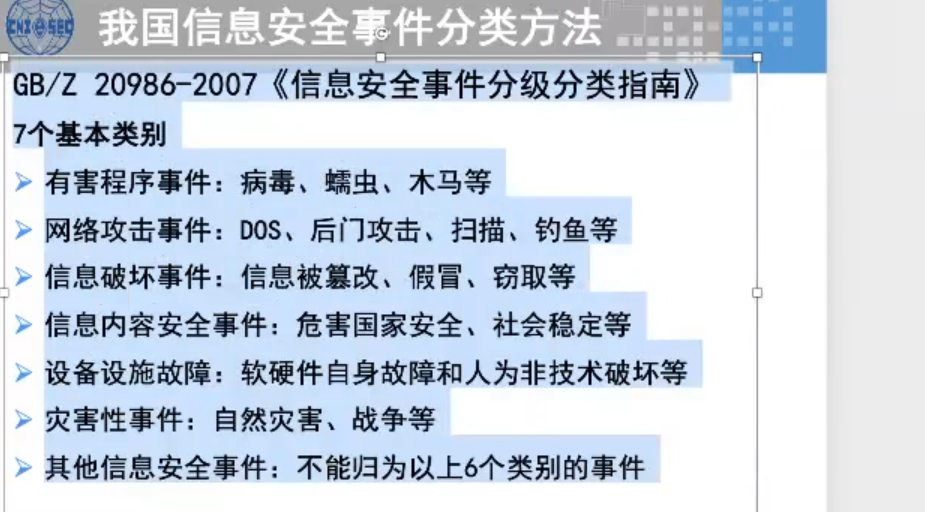 CNI SEC
我国信息安全事件分类方法
GB/Z 20986-2007《信息安全事件分级分类指南》
7个基本类别
有害程序事件：病毒、蠕虫、木马等
网络攻击事件：DOS、后门攻击、扫描、钓鱼等
信息破坏事件：信息被篡改、假冒、窃取等
信息内容安全事件：危害国家安全、社会稳定等
设备设施故障：软硬件自身故障和人为非技术破坏等
灾害性事件：自然灾害、战争等
其他信息安全事件：不能归为以上6个类别的事件